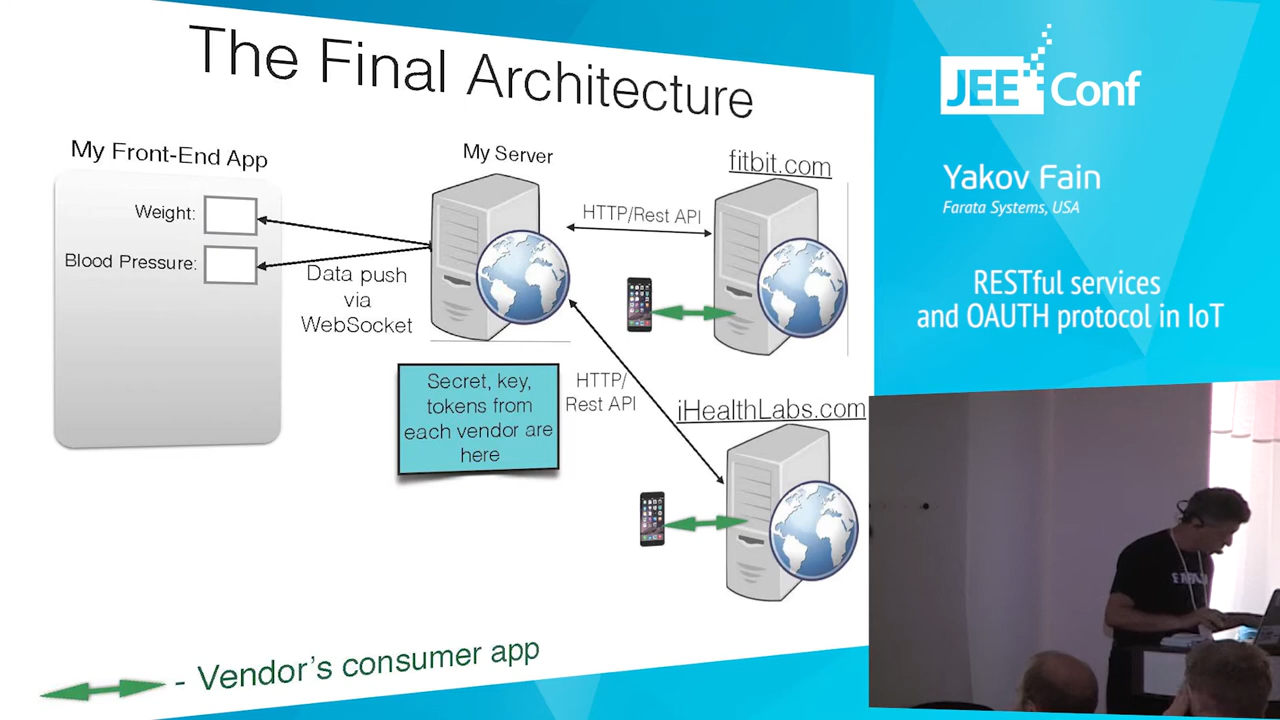 The Final Architecture
My Front-End App
Weight:
Blood Pressure:
Data push
via
WebSocket
My Server
Secret, key,
tokens from
each vendor are
here
HTTP/Rest API
HTTP/
Rest API
fitbit.com
iHealthLabs.com
- Vendor's consumer app
JEE Conf
Yakov Fain
Farata Systems, USA
RESTful services
and OAUTH protocol in IoT